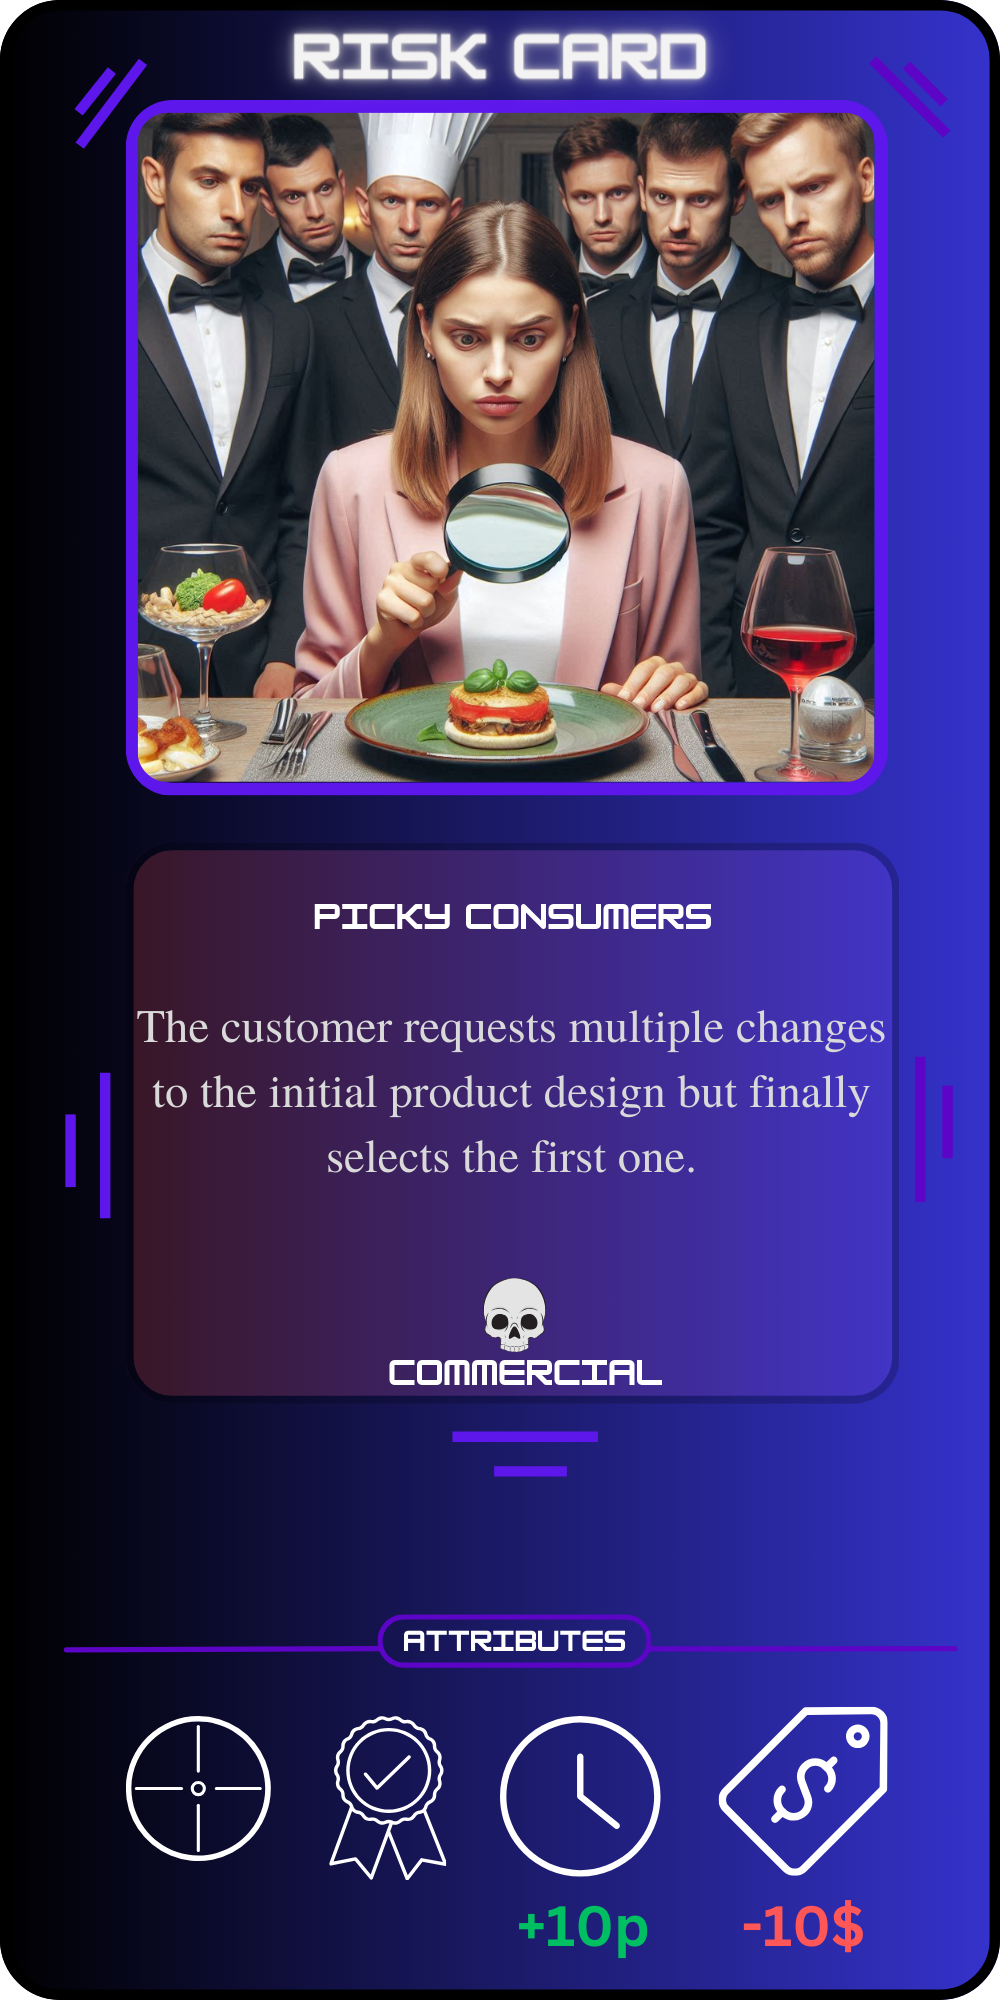 RISK CARD
PICKY CONSUMERS
The customer requests multiple changes
to the initial product design but finally
selects the first one.
COMMERCIAL
ATTRIBUTES
+10p
-10$